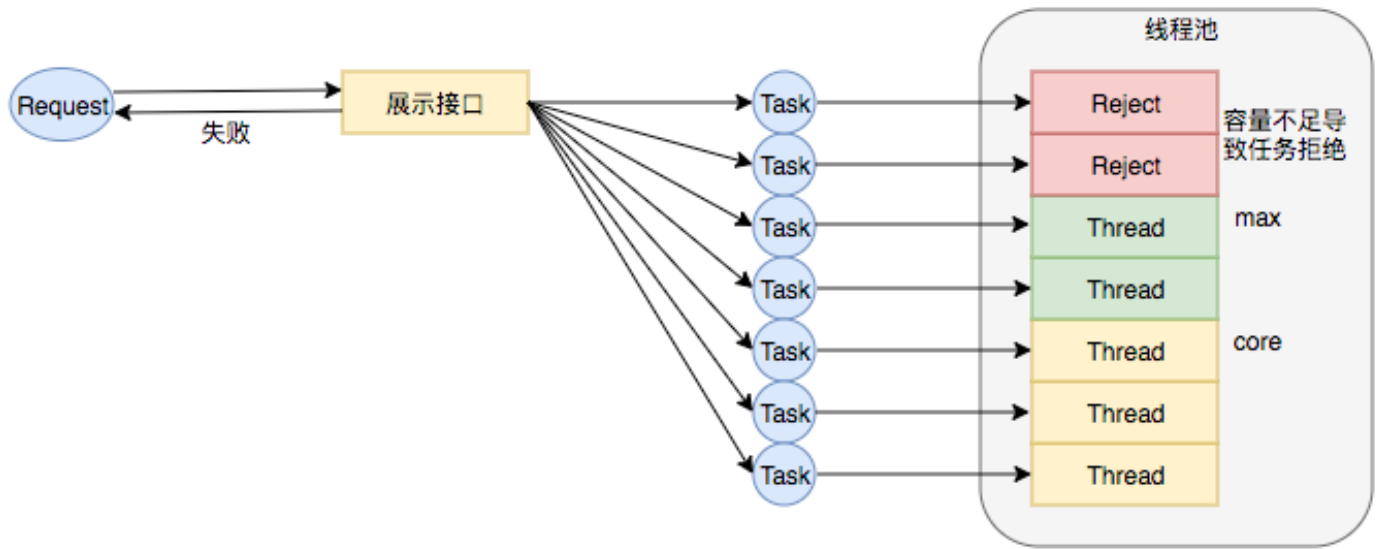 线程池
Request
失败
展示接口
Task
Reject
容量不足导
致任务拒绝
Task
Reject
Task
Thread
max
Task
Thread
Task
Thread
core
Task
Thread
Task
Thread